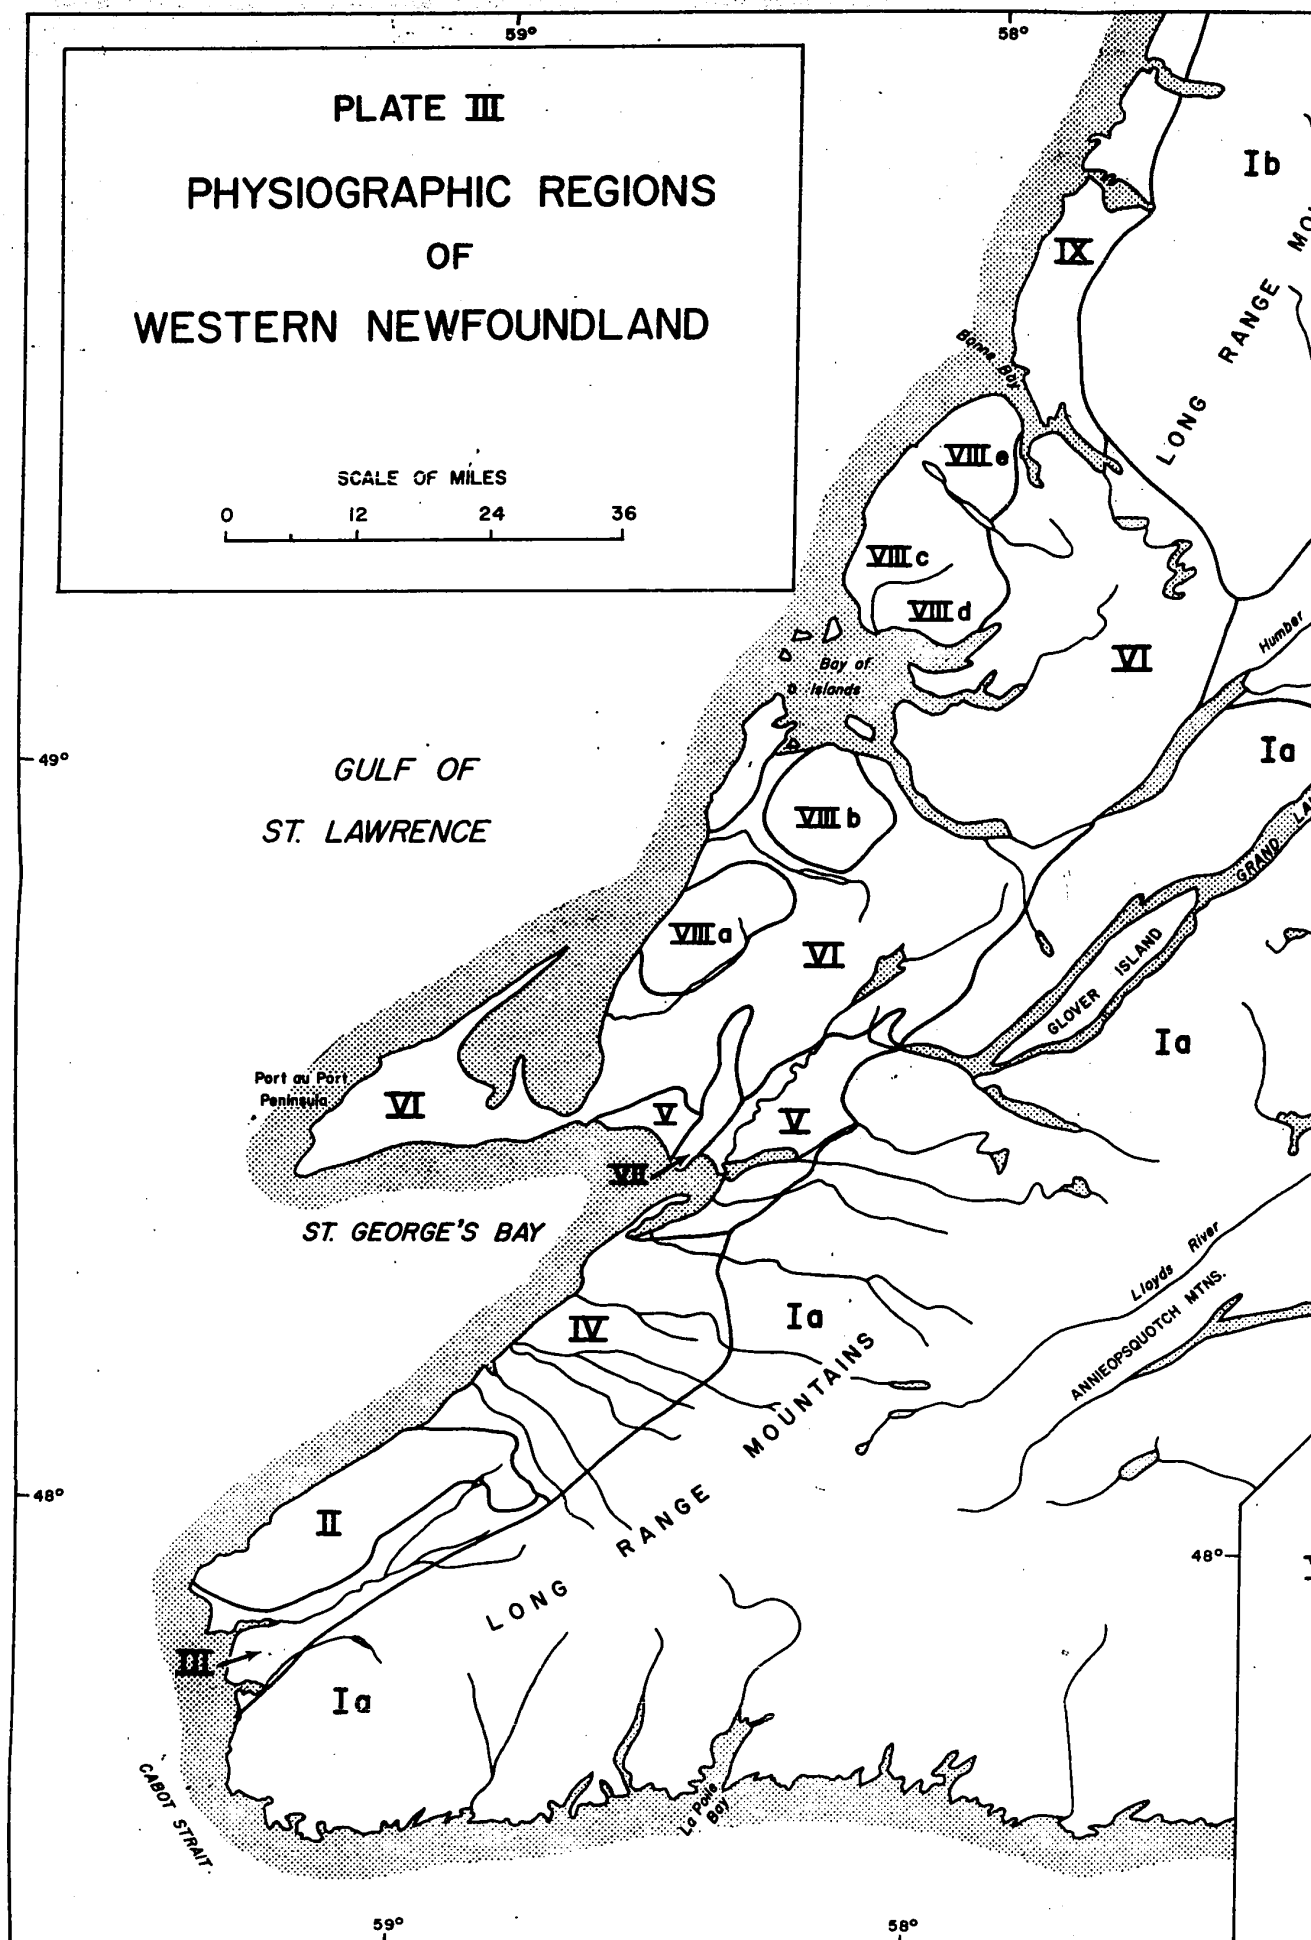 59°
58°
PLATE III
PHYSIOGRAPHIC REGIONS
OF
WESTERN NEWFOUNDLAND
SCALE OF MILES
0 12 24 36
Ib
IX
LONG RANGE
Bonne Bay
VIII e
VIII c
VIII d
Humber
VI
Bay of
Islands
49°
GULF OF
ST. LAWRENCE
Ia
VIII b
GRAND
VIII a
VI
GLOVER ISLAND
Ia
Port au Port
Peninsula
VI
V
V
VII
ST. GEORGE'S BAY
Lloyds River
ANNIEOPSQUOTCH MTNS.
Ia
IV
LONG RANGE MOUNTAINS
48°
II
48°
III
Ia
CABOT STRAIT
La Poile
Bay
59°
58°